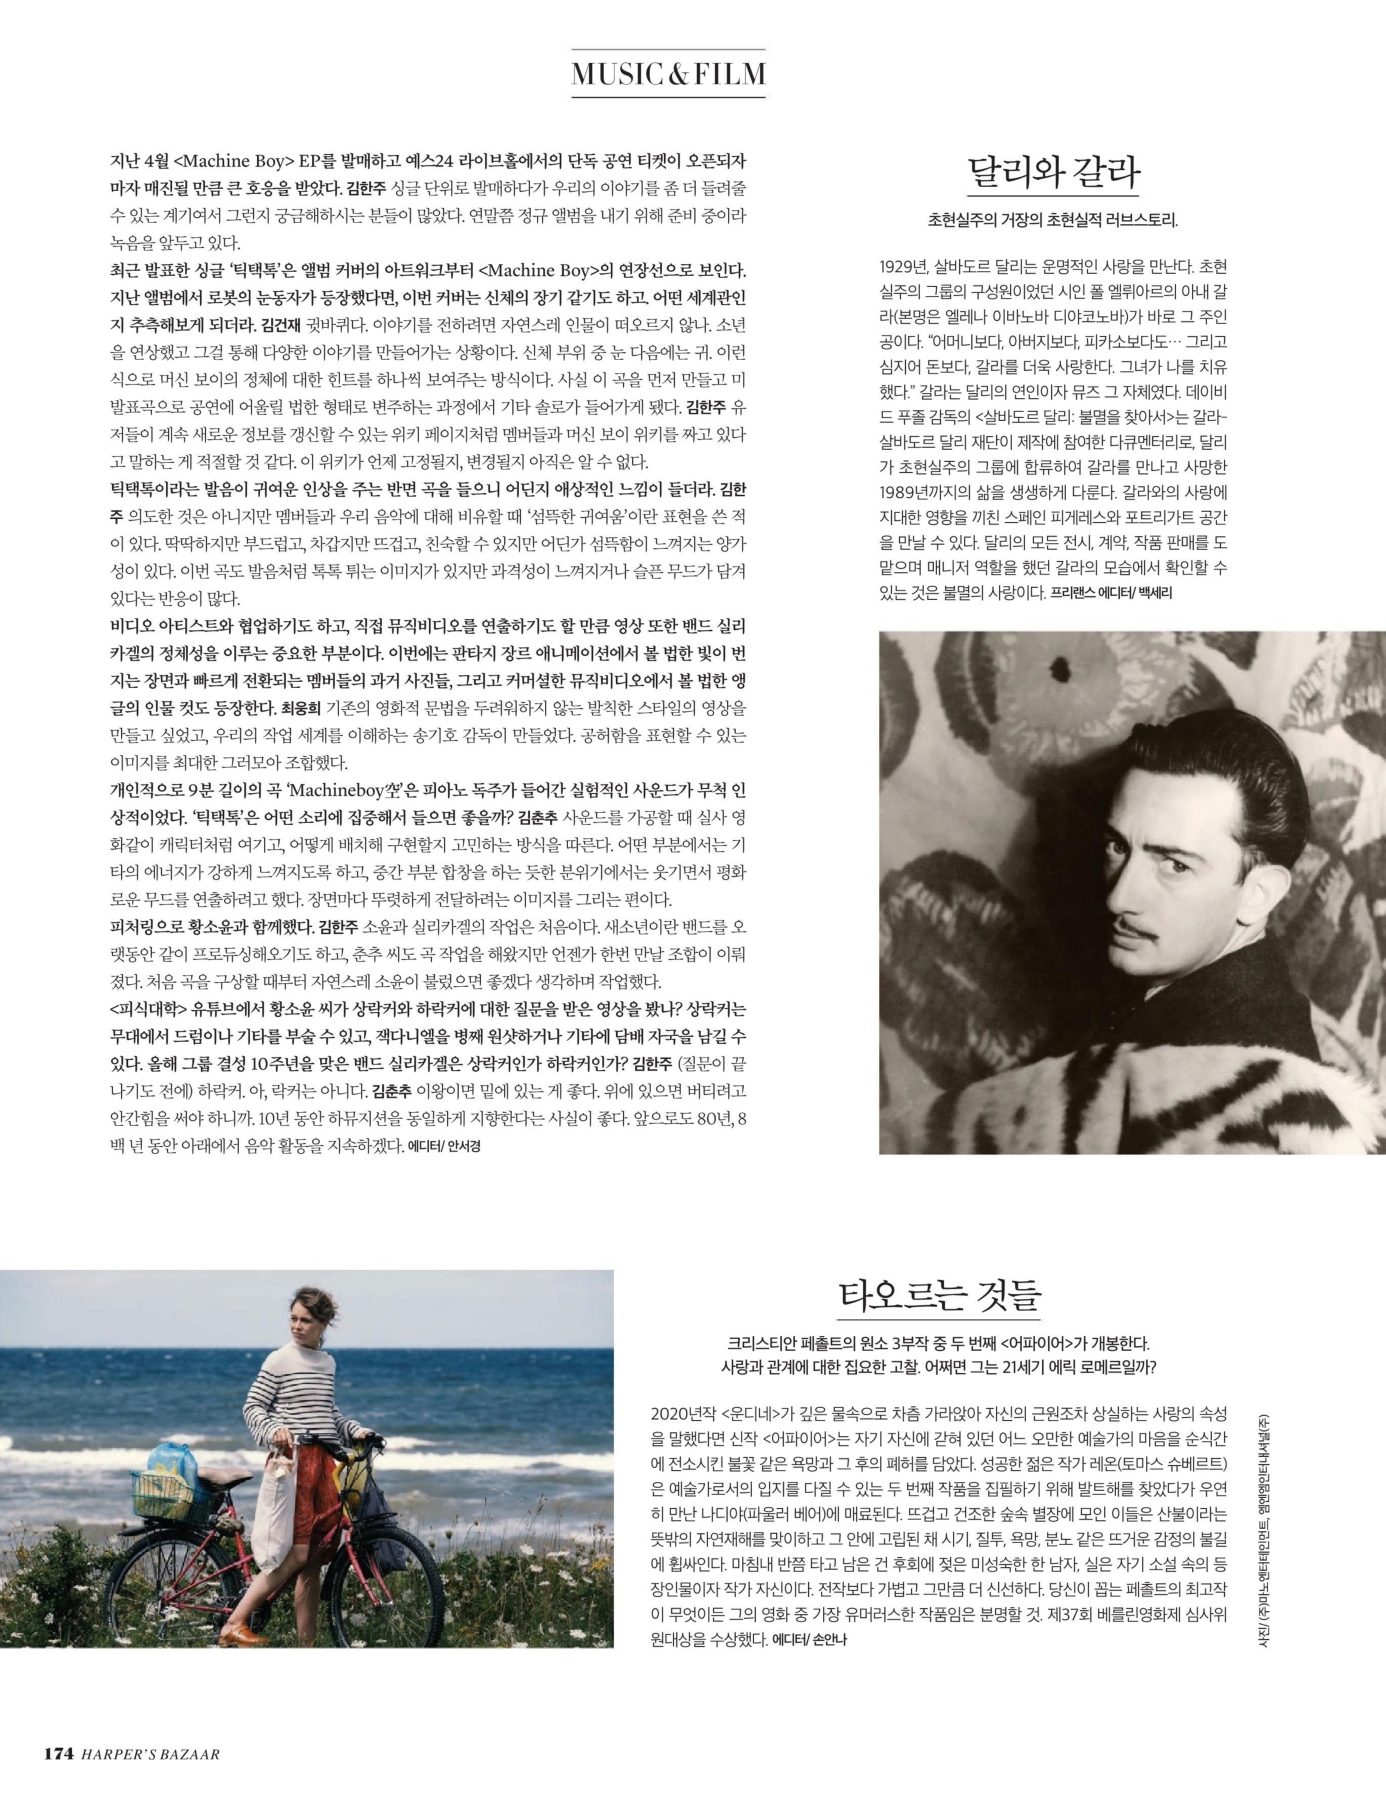 MUSIC & FILM
지난 4월 <Machine Boy> EP를 발매하고 예스24 라이브홀에서의 단독 공연 티켓이 오픈되자
마자 매진될 만큼 큰 호응을 받았다. 김한주 싱글 단위로 발매하다가 우리의 이야기를 좀 더 들려줄
수 있는 계기여서 그런지 궁금해하시는 분들이 많았다. 연말쯤 정규 앨범을 내기 위해 준비 중이라
녹음을 앞두고 있다.
최근 발표한 싱글 ‘틱택톡’은 앨범 커버의 아트워크부터 <Machine Boy>의 연장선으로 보인다.
지난 앨범에서 로봇의 눈동자가 등장했다면, 이번 커버는 신체의 장기 같기도 하고. 어떤 세계관인
지 추측해보게 되더라. 김건재 귓바퀴다. 이야기를 전하려면 자연스레 인물이 떠오르지 않나. 소년
을 연상했고 그걸 통해 다양한 이야기를 만들어가는 상황이다. 신체 부위 중 눈 다음에는 귀. 이런
식으로 머신 보이의 정체에 대한 힌트를 하나씩 보여주는 방식이다. 사실 이 곡을 먼저 만들고 미
발표곡으로 공연에 어울릴 법한 형태로 변주하는 과정에서 기타 솔로가 들어가게 됐다. 김한주 유
저들이 계속 새로운 정보를 갱신할 수 있는 위키 페이지처럼 멤버들과 머신 보이 위키를 짜고 있다
고 말하는 게 적절할 것 같다. 이 위키가 언제 고정될지, 변경될지 아직은 알 수 없다.
틱택톡이라는 발음이 귀여운 인상을 주는 반면 곡을 들으니 어딘지 애상적인 느낌이 들더라. 김한
주 의도한 것은 아니지만 멤버들과 우리 음악에 대해 비유할 때 ‘섬뜩한 귀여움’이란 표현을 쓴 적
이 있다. 딱딱하지만 부드럽고, 차갑지만 뜨겁고, 친숙할 수 있지만 어딘가 섬뜩함이 느껴지는 양가
성이 있다. 이번 곡도 발음처럼 톡톡 튀는 이미지가 있지만 과격성이 느껴지거나 슬픈 무드가 담겨
있다는 반응이 많다.
비디오 아티스트와 협업하기도 하고, 직접 뮤직비디오를 연출하기도 할 만큼 영상 또한 밴드 실리
카겔의 정체성을 이루는 중요한 부분이다. 이번에는 판타지 장르 애니메이션에서 볼 법한 빛이 번
지는 장면과 빠르게 전환되는 멤버들의 과거 사진들, 그리고 커머셜한 뮤직비디오에서 볼 법한 앵
글의 인물 컷도 등장한다. 최웅희 기존의 영화적 문법을 두려워하지 않는 발칙한 스타일의 영상을
만들고 싶었고, 우리의 작업 세계를 이해하는 송기호 감독이 만들었다. 공허함을 표현할 수 있는
이미지를 최대한 그러모아 조합했다.
개인적으로 9분 길이의 곡 ‘Machineboy空’은 피아노 독주가 들어간 실험적인 사운드가 무척 인
상적이었다. ‘틱택톡’은 어떤 소리에 집중해서 들으면 좋을까? 김춘추 사운드를 가공할 때 실사 영
화같이 캐릭터처럼 여기고, 어떻게 배치해 구현할지 고민하는 방식을 따른다. 어떤 부분에서는 기
타의 에너지가 강하게 느껴지도록 하고, 중간 부분 합창을 하는 듯한 분위기에서는 웃기면서 평화
로운 무드를 연출하려고 했다. 장면마다 뚜렷하게 전달하려는 이미지를 그리는 편이다.
피처링으로 황소윤과 함께했다. 김한주 소윤과 실리카겔의 작업은 처음이다. 새소년이란 밴드를 오
랫동안 같이 프로듀싱해오기도 하고, 춘추 씨도 곡 작업을 해왔지만 언젠가 한번 만날 조합이 이뤄
졌다. 처음 곡을 구상할 때부터 자연스레 소윤이 불렀으면 좋겠다 생각하며 작업했다.
<피식대학> 유튜브에서 황소윤 씨가 상락커와 하락커에 대한 질문을 받은 영상을 봤나? 상락커는
무대에서 드럼이나 기타를 부술 수 있고, 잭다니엘을 병째 원샷하거나 기타에 담배 자국을 남길 수
있다. 올해 그룹 결성 10주년을 맞은 밴드 실리카겔은 상락커인가 하락커인가? 김한주 (질문이 끝
나기도 전에) 하락커. 아, 락커는 아니다. 김춘추 이왕이면 밑에 있는 게 좋다. 위에 있으면 버티려고
안간힘을 써야 하니까. 10년 동안 하뮤지션을 동일하게 지향한다는 사실이 좋다. 앞으로도 80년, 8
백 년 동안 아래에서 음악 활동을 지속하겠다. 에디터/ 안서경
달리와 갈라
초현실주의 거장의 초현실적 러브스토리.
1929년, 살바도르 달리는 운명적인 사랑을 만난다. 초현
실주의 그룹의 구성원이었던 시인 폴 엘뤼아르의 아내 갈
라(본명은 엘레나 이바노바 디아코노바)가 바로 그 주인
공이다. “어머니보다, 아버지보다, 피카소보다도… 그리고
심지어 돈보다, 갈라를 더욱 사랑한다. 그녀가 나를 치유
했다.” 갈라는 달리의 연인이자 뮤즈 그 자체였다. 데이비
드 푸졸 감독의 <살바도르 달리: 불멸을 찾아서>는 갈라-
살바도르 달리 재단이 제작에 참여한 다큐멘터리로, 달리
가 초현실주의 그룹에 합류하여 갈라를 만나고 사망한
1989년까지의 삶을 생생하게 다룬다. 갈라와의 사랑에
지대한 영향을 끼친 스페인 피게레스와 포트리가트 공간
을 만날 수 있다. 달리의 모든 전시, 계약, 작품 판매를 도
맡으며 매니저 역할을 했던 갈라의 모습에서 확인할 수
있는 것은 불멸의 사랑이다. 프리랜스 에디터/ 백세리
타오르는 것들
크리스티안 페촐트의 원소 3부작 중 두 번째 <어파이어>가 개봉한다.
사랑과 관계에 대한 집요한 고찰. 어쩌면 그는 21세기 에릭 로메르일까?
2020년작 <운디네>가 깊은 물속으로 차츰 가라앉아 자신의 근원조차 상실하는 사랑의 속성
을 말했다면 신작 <어파이어>는 자기 자신에 갇혀 있던 어느 오만한 예술가의 마음을 순식간
에 전소시킨 불꽃 같은 욕망과 그 후의 폐허를 담았다. 성공한 젊은 작가 레온(토마스 슈베르트)
은 예술가로서의 입지를 다질 수 있는 두 번째 작품을 집필하기 위해 발트해를 찾았다가 우연
히 만난 나디야(파울러 베어)에 매료된다. 뜨겁고 건조한 숲속 별장에 모인 이들은 산불이라는
뜻밖의 자연재해를 맞이하고 그 안에 고립된 채 시기, 질투, 욕망, 분노 같은 뜨거운 감정의 불길
에 휩싸인다. 마침내 반쯤 타고 남은 건 후회에 젖은 미성숙한 한 남자, 실은 자기 소설 속의 등
장인물이자 작가 자신이다. 전작보다 가볍고 그만큼 더 신선하다. 당신이 꼽는 페촐트의 최고작
이 무엇이든 그의 영화 중 가장 유머러스한 작품임은 분명할 것. 제37회 베를린영화제 심사위
원대상을 수상했다. 에디터/ 손안나
사진/ (주)마노엔터테인먼트, 엠엔엠인터내셔널(주)
174 HARPER'S BAZAAR